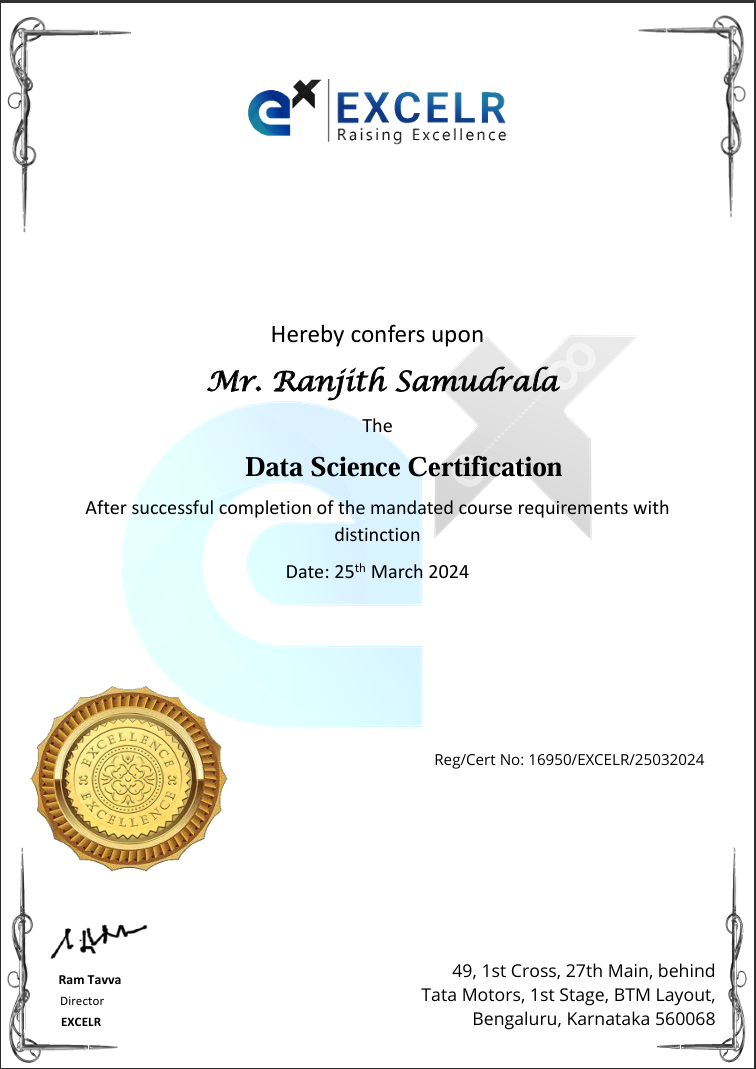 EXCELR
Raising Excellence
Hereby confers upon
Mr. Ranjith Samudrala
The
Data Science Certification
After successful completion of the mandated course requirements with
distinction
Date: 25th March 2024
Reg/Cert No: 16950/EXCELR/25032024
EXCELLENCE
EXCELLENCE
Ram Tavva
Director
EXCELR
49, 1st Cross, 27th Main, behind
Tata Motors, 1st Stage, BTM Layout,
Bengaluru, Karnataka 560068